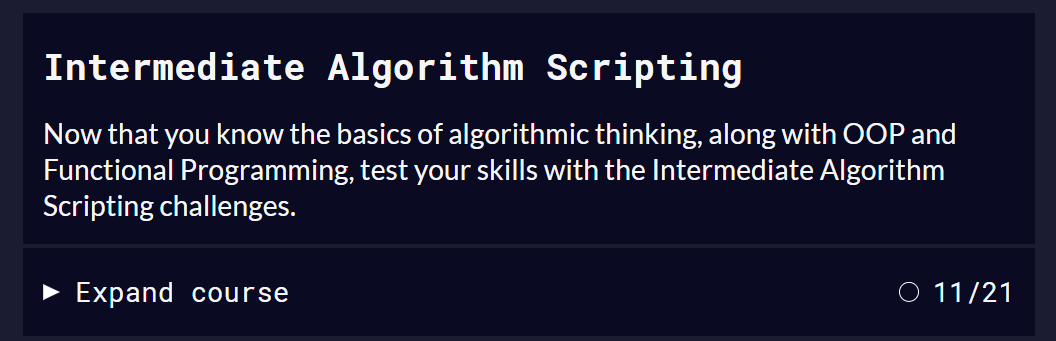 Intermediate Algorithm Scripting
Now that you know the basics of algorithmic thinking, along with OOP and
Functional Programming, test your skills with the Intermediate Algorithm
Scripting challenges.
Expand course
11/21